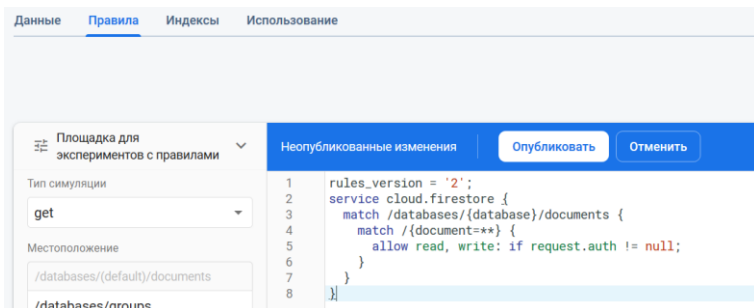 Данные Правила Индексы Использование
Площадка для
экспериментов с правилами
Неопубликованные изменения Опубликовать Отменить
Тип симуляции
get
Местоположение
/databases/(default)/documents
/databases/groups
1 rules_version = '2';
2 service cloud.firestore {
3 match /databases/{database}/documents {
4 match /{document=**} {
5 allow read, write: if request.auth != null;
6 }
7 }
8 }